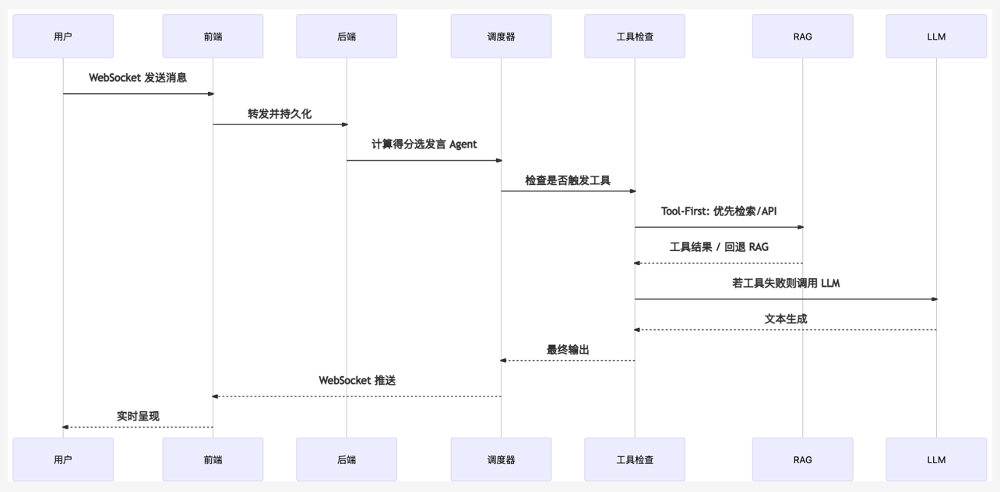 用户
前端
后端
调度器
工具检查
RAG
LLM
WebSocket 发送消息
转发并持久化
计算得分选发言 Agent
检查是否触发工具
Tool-First: 优先检索/API
工具结果 / 回退 RAG
若工具失败则调用 LLM
文本生成
最终输出
WebSocket 推送
实时呈现
用户
前端
后端
调度器
工具检查
RAG
LLM